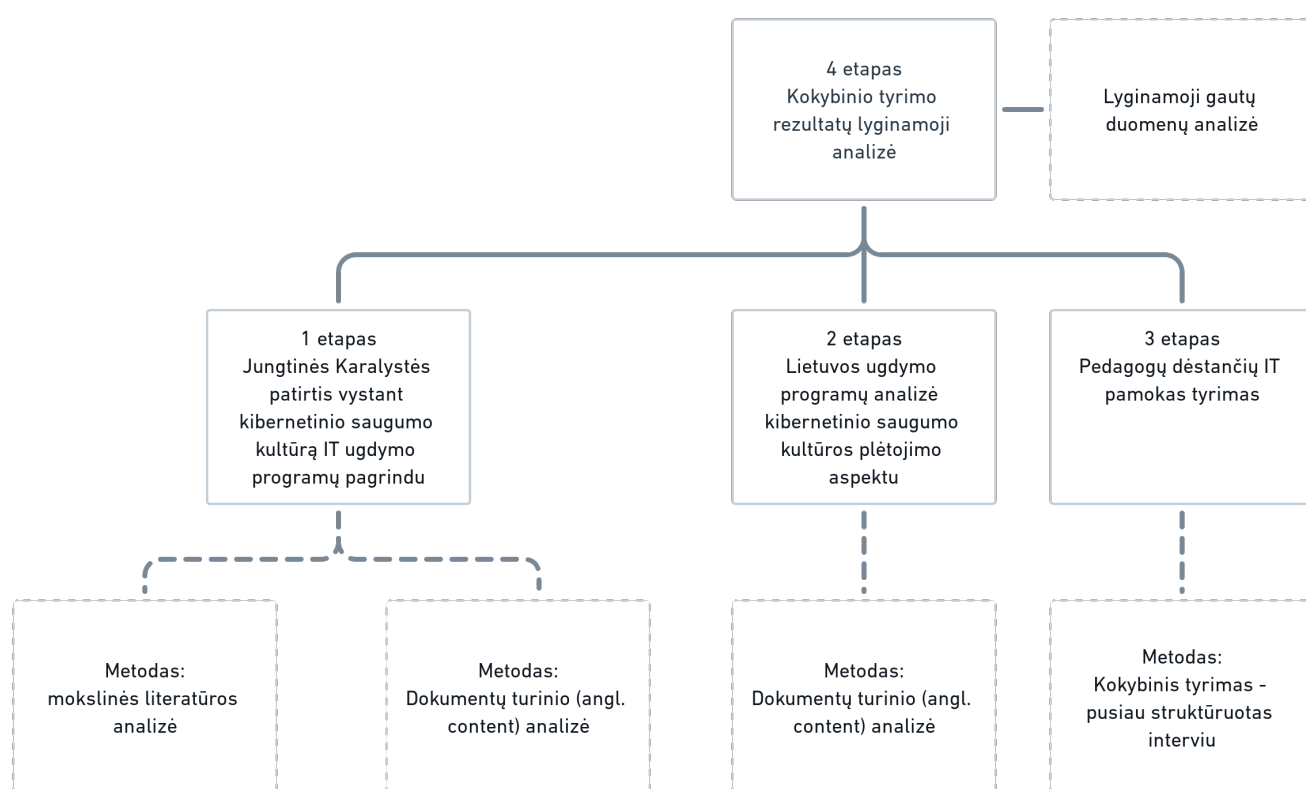 4 etapas
Kokybinio tyrimo
rezultatų lyginamoji
analizė
Lyginamoji gautų
duomenų analizė
1 etapas
Jungtinės Karalystės
patirtis vystant
kibernetinio saugumo
kultūrą IT ugdymo
programų pagrindu
2 etapas
Lietuvos ugdymo
programų analizė
kibernetinio saugumo
kultūros plėtojimo
aspektu
3 etapas
Pedagogų dėstančių IT
pamokas tyrimas
Metodas:
mokslinės literatūros
analizė
Metodas:
Dokumentų turinio (angl.
content) analizė
Metodas:
Dokumentų turinio (angl.
content) analizė
Metodas:
Kokybinis tyrimas -
pusiau struktūruotas
interviu